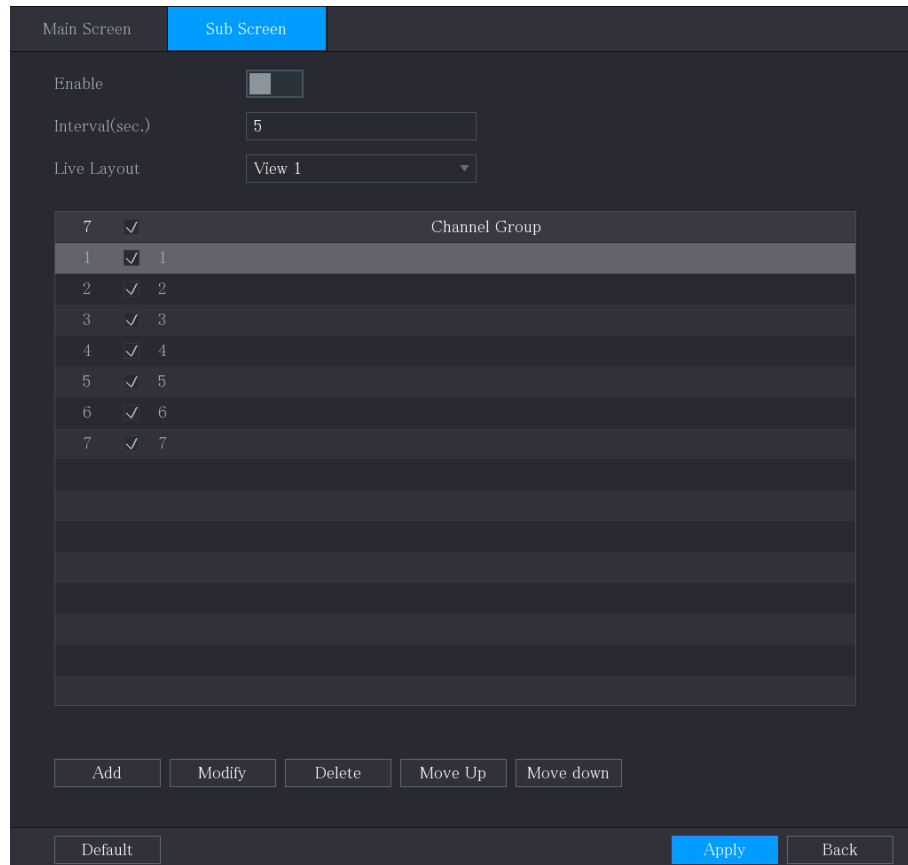 Main Screen Sub Screen
Enable
Interval(sec.) 5
Live Layout View 1
7 Channel Group
1 1
2 2
3 3
4 4
5 5
6 6
7 7
Add Modify Delete Move Up Move down
Default Apply Back